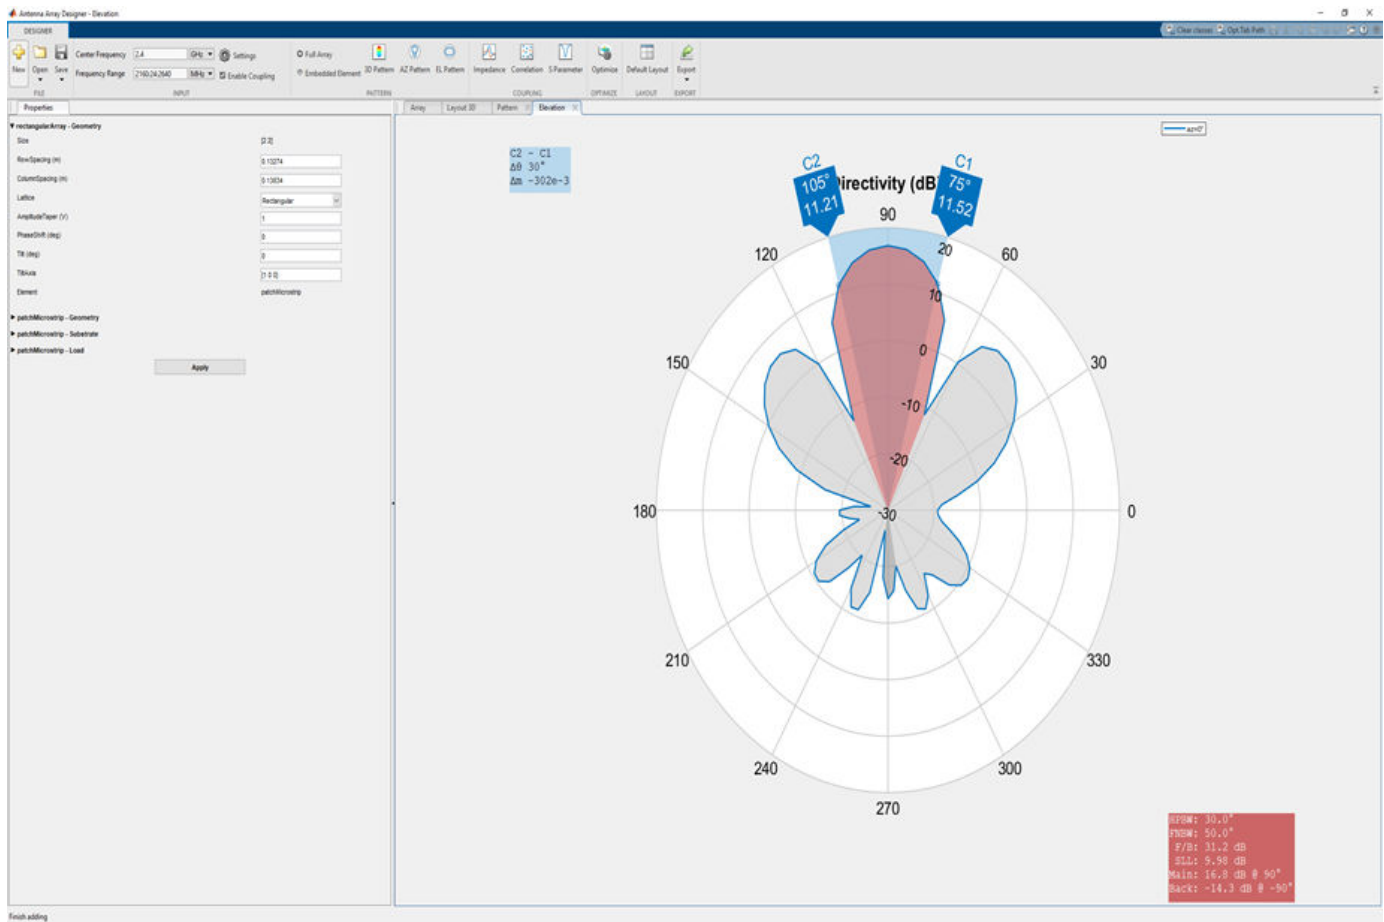 Antenna Array Designer - Elevation
DESIGNER
Clear classes Opt Tab Path
New Open Save
Center Frequency 2.4 GHz Settings
Frequency Range 2160:24:2640 MHz Enable Coupling
Full Array
Embedded Element
3D Pattern AZ Pattern EL Pattern
Impedance Correlation S Parameter
Optimize Default Layout Export
FILE INPUT PATTERN COUPLING OPTIMIZE LAYOUT EXPORT
Properties
Array Layout 3D Pattern Elevation
rectangularArray - Geometry
Size [2 2]
RowSpacing (m) 0.13274
ColumnSpacing (m) 0.13834
Lattice Rectangular
AmplitudeTaper (V) 1
PhaseShift (deg) 0
Tilt (deg) 0
TiltAxis [1 0 0]
Element patchMicrostrip
patchMicrostrip - Geometry
patchMicrostrip - Substrate
patchMicrostrip - Load
Apply
az=0°
C2 - C1
Δθ 30°
Δm -302e-3
C2
105°
11.21
C1
75°
11.52
Directivity (dB
90
120
60
150
30
180
0
210
330
240
300
270
20
10
0
-10
-20
-30
HPBW: 30.0°
FNBW: 50.0°
F/B: 31.2 dB
SLL: 9.98 dB
Main: 16.8 dB @ 90°
Back: -14.3 dB @ -90°
Finish adding